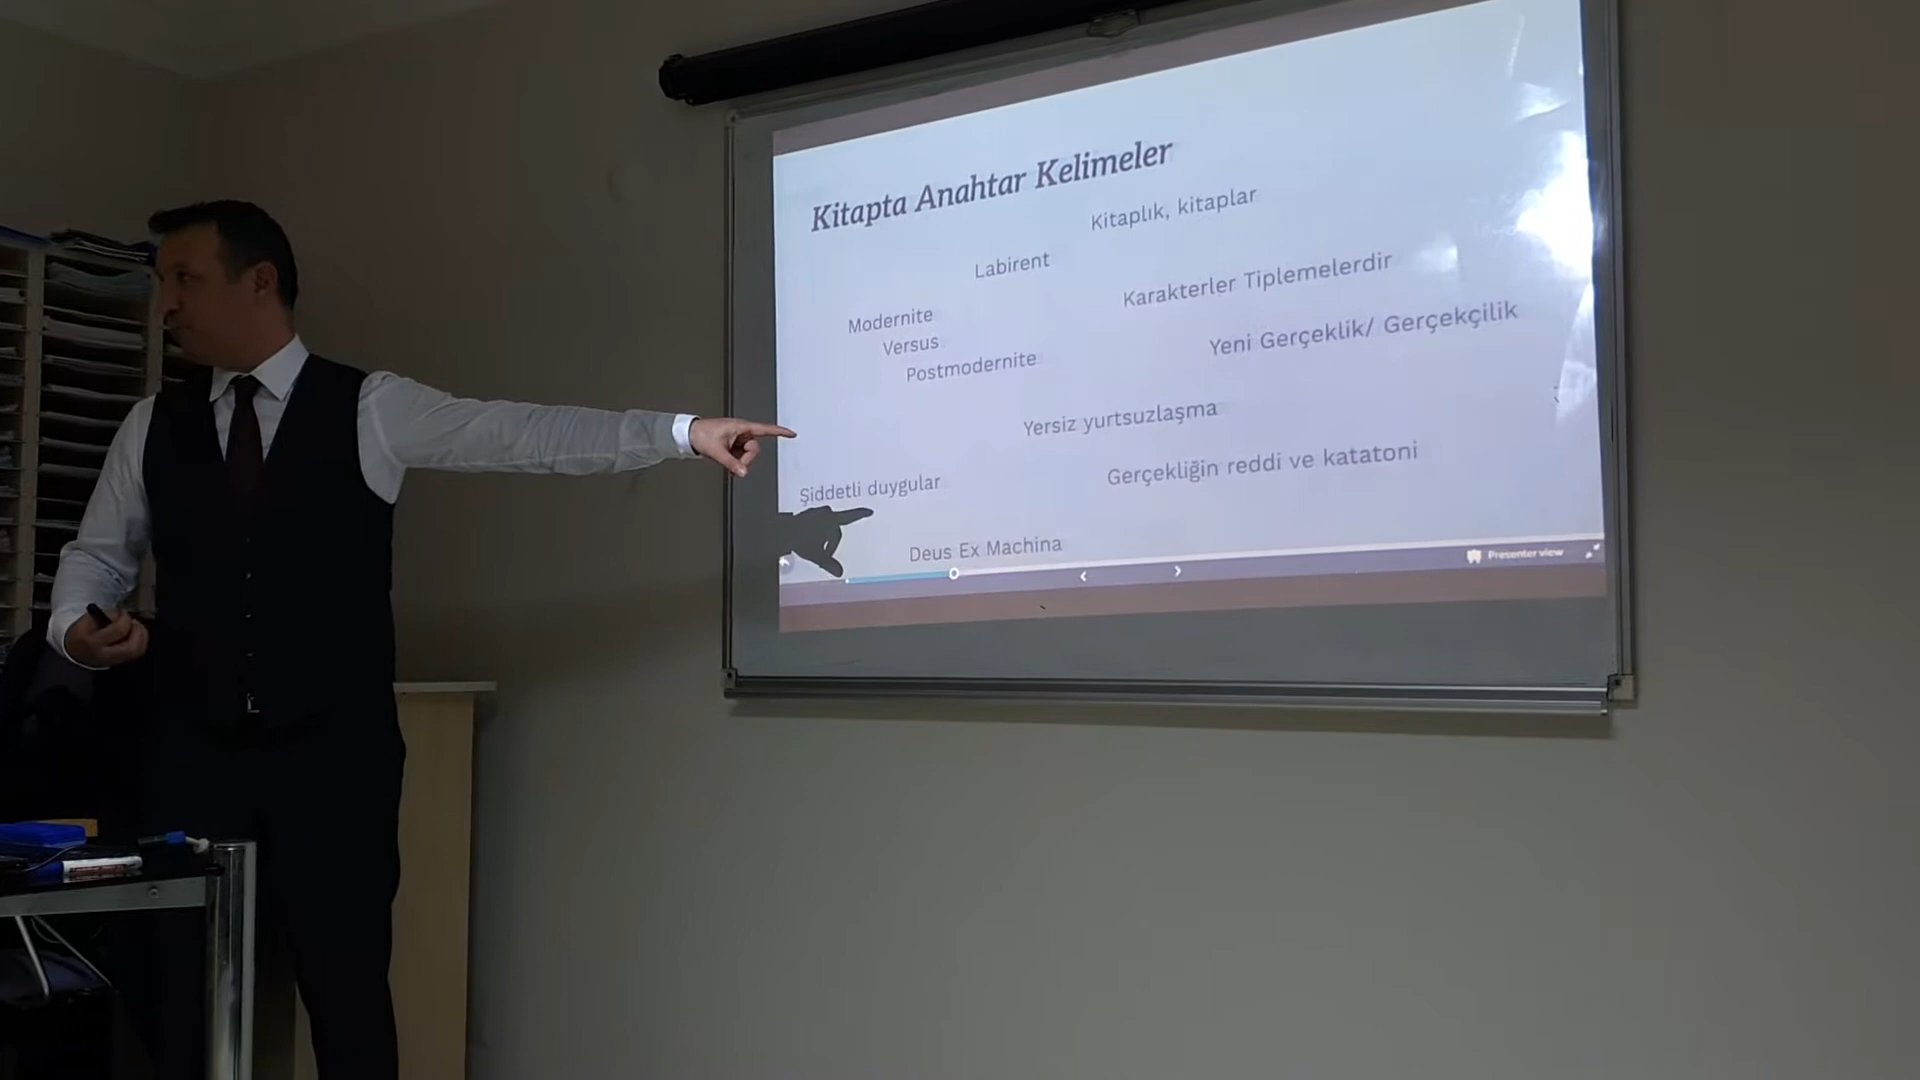 Kitapta Anahtar Kelimeler
Kitaplık, kitaplar
Labirent
Karakterler Tiplemelerdir
Modernite
Versus
Postmodernite
Yeni Gerçeklik/ Gerçekçilik
Yersiz yurtsuzlaşma
Şiddetli duygular
Gerçekliğin reddi ve katatoni
Deus Ex Machina
Presenter view